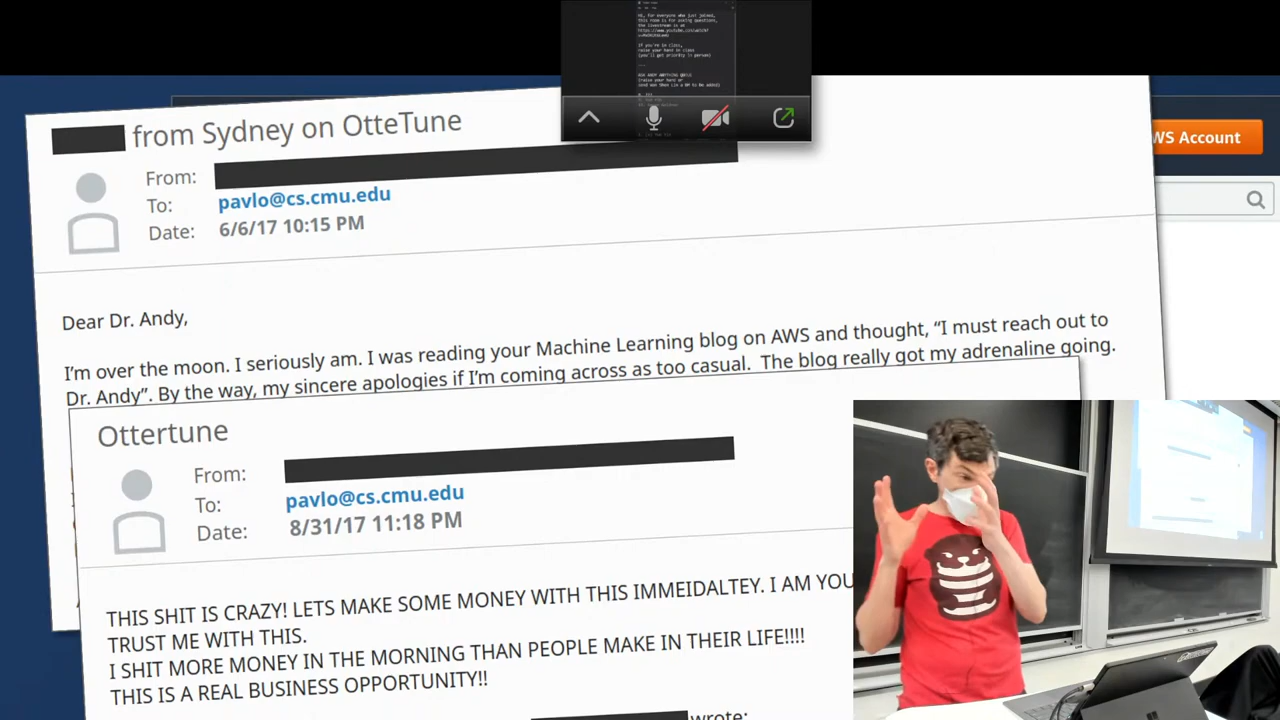 WS Account
from Sydney on OtteTune
From:
To: pavlo@cs.cmu.edu
Date: 6/6/17 10:15 PM
Dear Dr. Andy,
I'm over the moon. I seriously am. I was reading your Machine Learning blog on AWS and thought, “I must reach out to
Dr. Andy”. By the way, my sincere apologies if I'm coming across as too casual. The blog really got my adrenaline going.
Ottertune
From:
To: pavlo@cs.cmu.edu
Date: 8/31/17 11:18 PM
THIS SHIT IS CRAZY! LETS MAKE SOME MONEY WITH THIS IMMEIDALTEY. I AM YOU
TRUST ME WITH THIS.
I SHIT MORE MONEY IN THE MORNING THAN PEOPLE MAKE IN THEIR LIFE!!!!
THIS IS A REAL BUSINESS OPPORTUNITY!!
wrote: